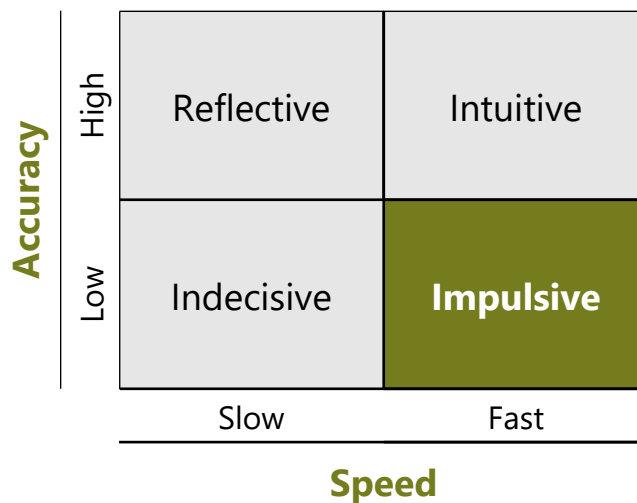 Accuracy
High
Reflective
Intuitive
Low
Indecisive
Impulsive
Slow
Fast
Speed